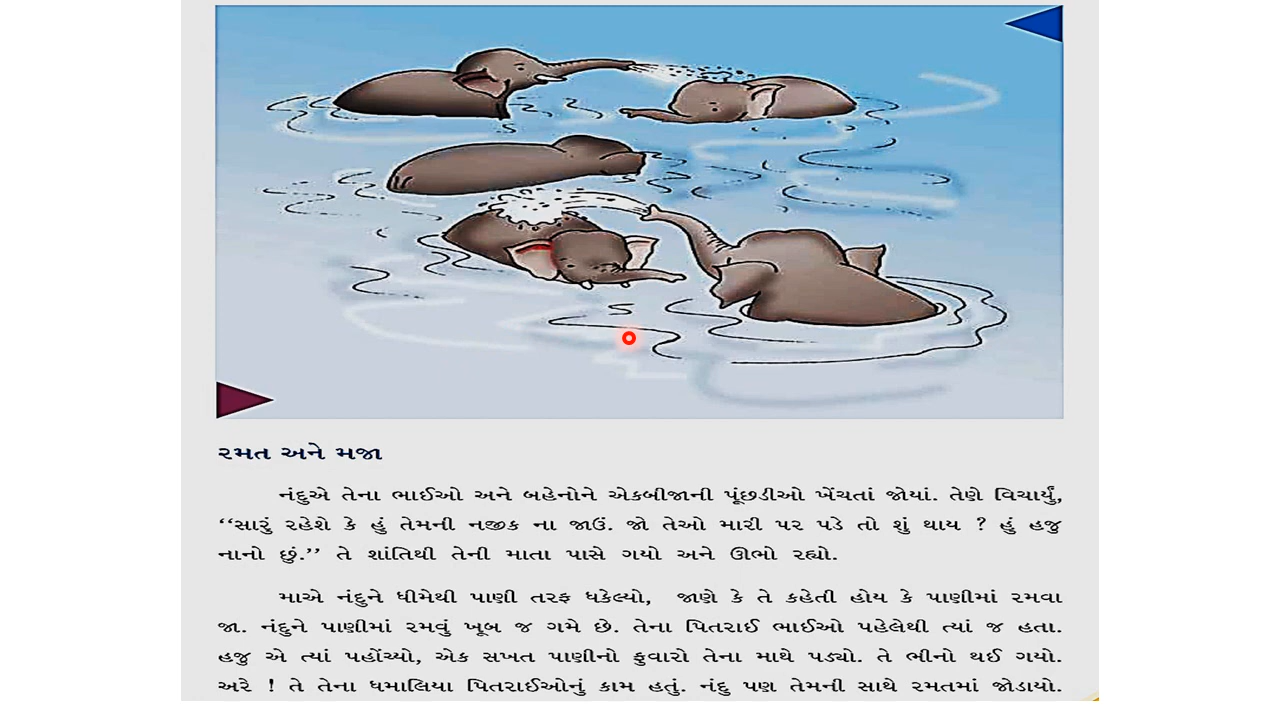 રમત અને મજા
નંદુએ તેના ભાઈઓ અને બહેનોને એકબીજાની પૂંછડીઓ ખેંચતાં જોયાં. તેણે વિચાર્યું,
‘‘સારું રહેશે કે હું તેમની નજીક ના જાઉં. જો તેઓ મારી પર પડે તો શું થાય ? હું હજુ
નાનો છું.’’ તે શાંતિથી તેની માતા પાસે ગયો અને ઊભો રહ્યો.
માએ નંદુને ધીમેથી પાણી તરફ ધકેલ્યો, જાણે કે તે કહેતી હોય કે પાણીમાં રમવા
જા. નંદુને પાણીમાં રમવું ખૂબ જ ગમે છે. તેના પિતરાઈ ભાઈઓ પહેલેથી ત્યાં જ હતા.
હજુ એ ત્યાં પહોંચ્યો, એક સખત પાણીનો ફુવારો તેના માથે પડ્યો. તે ભીનો થઈ ગયો.
અરે ! તે તેના ધમાલિયા પિતરાઈઓનું કામ હતું. નંદુ પણ તેમની સાથે રમતમાં જોડાયો.